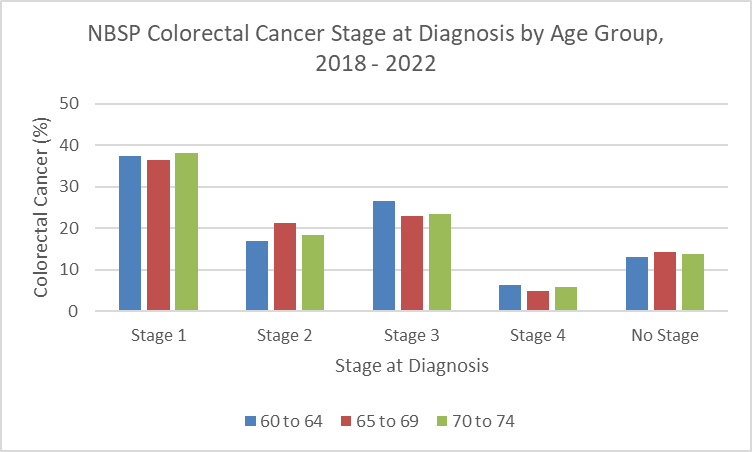 NBSP Colorectal Cancer Stage at Diagnosis by Age Group,
2018 - 2022
Colorectal Cancer (%)
50
40
30
20
10
0
Stage 1 Stage 2 Stage 3 Stage 4 No Stage
Stage at Diagnosis
60 to 64 65 to 69 70 to 74